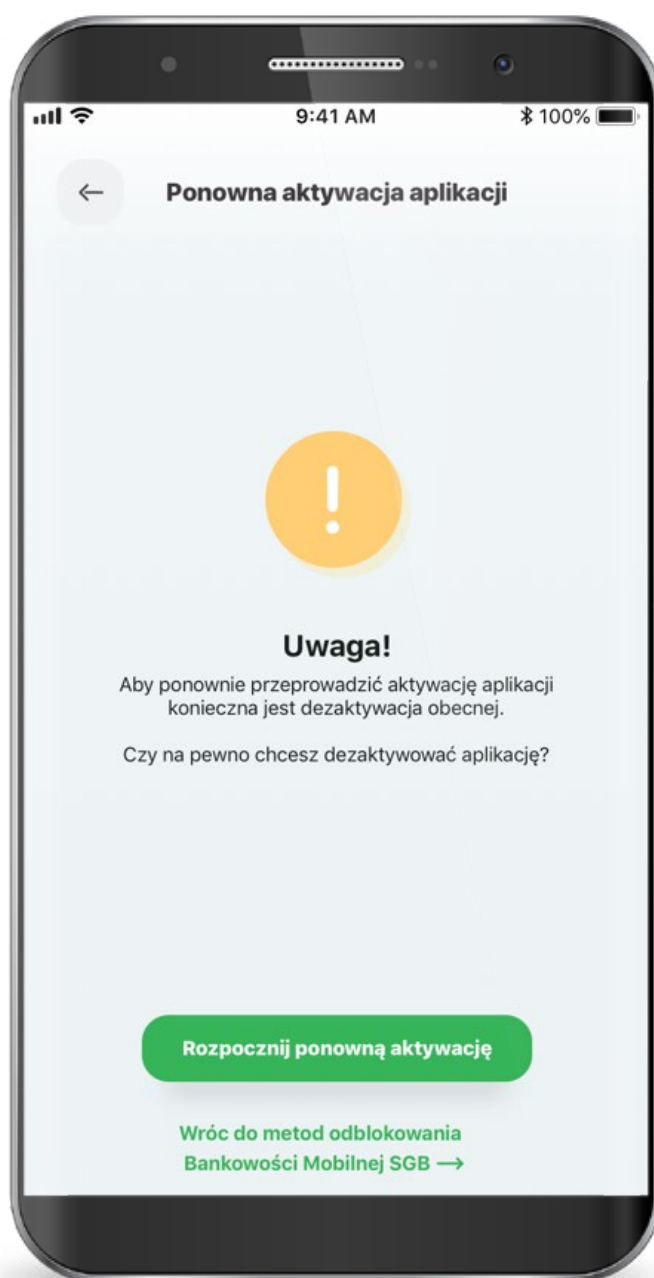 9:41 AM
100%
Ponowna aktywacja aplikacji
Uwaga!
Aby ponownie przeprowadzić aktywację aplikacji
konieczna jest dezaktywacja obecnej.
Czy na pewno chcesz dezaktywować aplikację?
Rozpocznij ponowną aktywację
Wróc do metod odblokowania
Bankowości Mobilnej SGB →